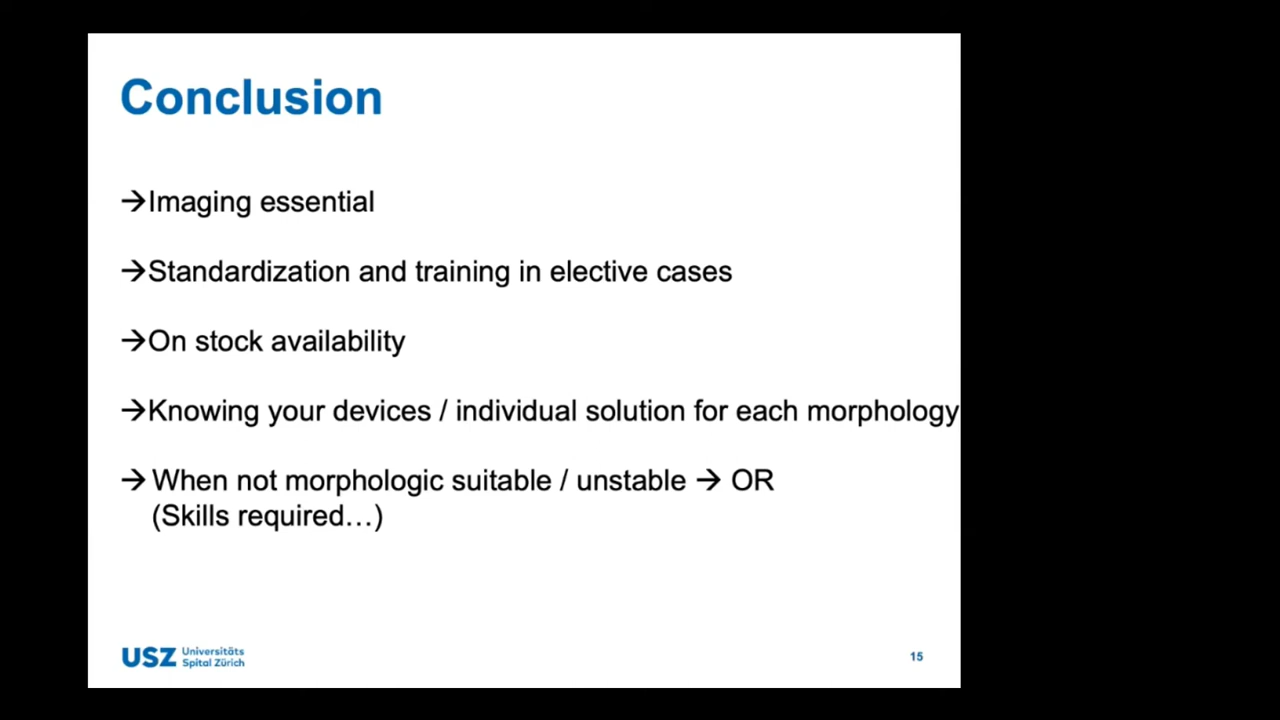 Conclusion
→Imaging essential
→Standardization and training in elective cases
→On stock availability
→Knowing your devices / individual solution for each morphology
→ When not morphologic suitable / unstable → OR
(Skills required…)
USZ Universitäts
Spital Zürich
15